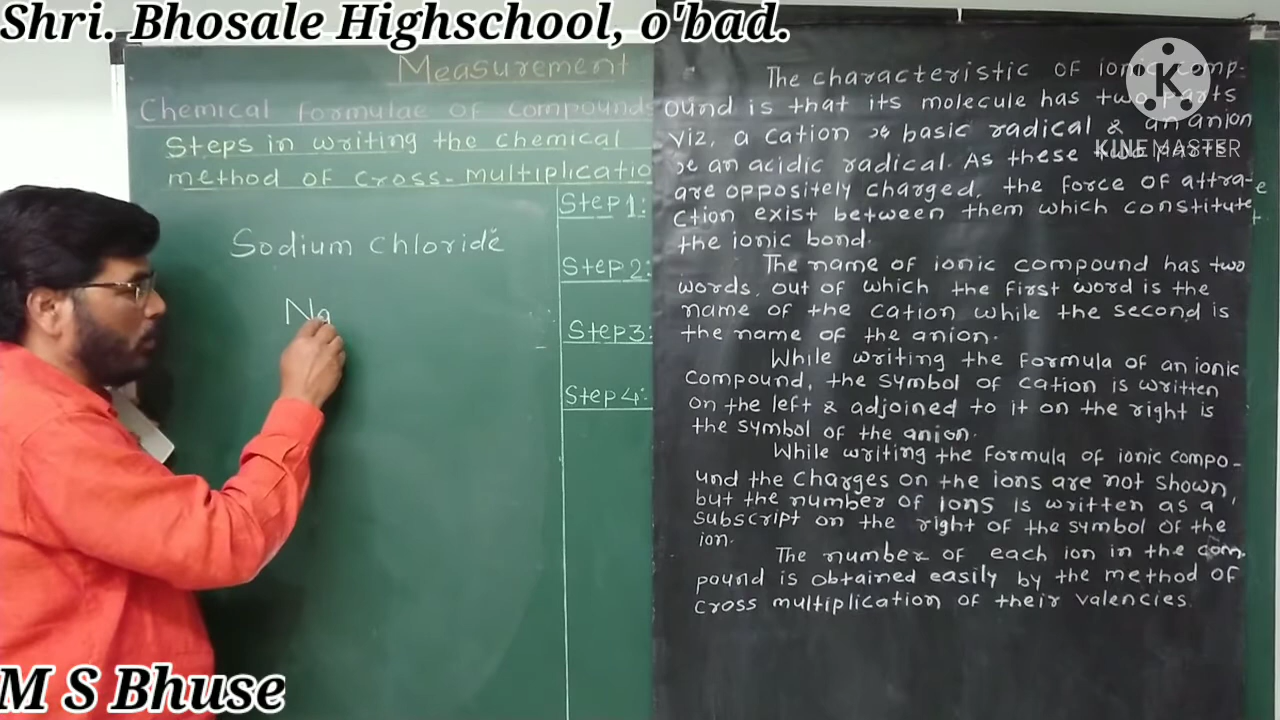 Shri. Bhosale Highschool, o'bad.
Measurement
Chemical formulae of compounds
Steps in writing the chemical
method of cross-multiplicatio
Sodium chloride
Na
Step 1:
Step 2:
Step 3:
Step 4:
The characteristic of ionic comp-
ound is that its molecule has two parts
viz, a cation or basic radical & an anion
or an acidic radical. As these two parts
are oppositely charged, the force of attra-
ction exist between them which constitute
the ionic bond.
The name of ionic compound has two
words, out of which the first word is the
name of the cation while the second is
the name of the anion.
While writing the formula of an ionic
compound, the symbol of cation is written
on the left & adjoined to it on the right is
the symbol of the anion.
While writing the formula of ionic compo-
und the charges on the ions are not shown,
but the number of ions is written as a
subscript on the right of the symbol of the
ion.
The number of each ion in the com
pound is obtained easily by the method of
cross multiplication of their valencies.
K
KINEMASTER
M S Bhuse